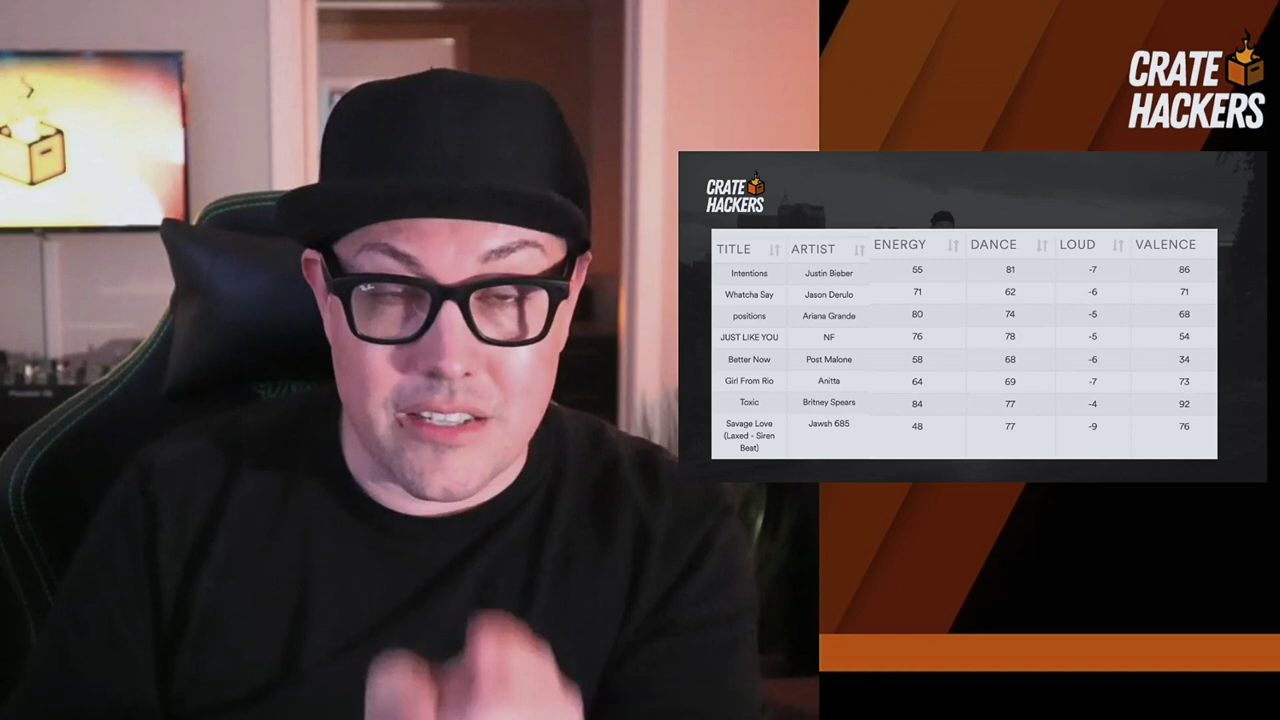 CRATE
HACKERS
CRATE
HACKERS
TITLE ARTIST ENERGY DANCE LOUD VALENCE
Intentions Justin Bieber 55 81 -7 86
Whatcha Say Jason Derulo 71 62 -6 71
positions Ariana Grande 80 74 -5 68
JUST LIKE YOU NF 76 78 -5 54
Better Now Post Malone 58 68 -6 34
Girl From Rio Anitta 64 69 -7 73
Toxic Britney Spears 84 77 -4 92
Savage Love Jawsh 685 48 77 -9 76
(Laxed - Siren
Beat)